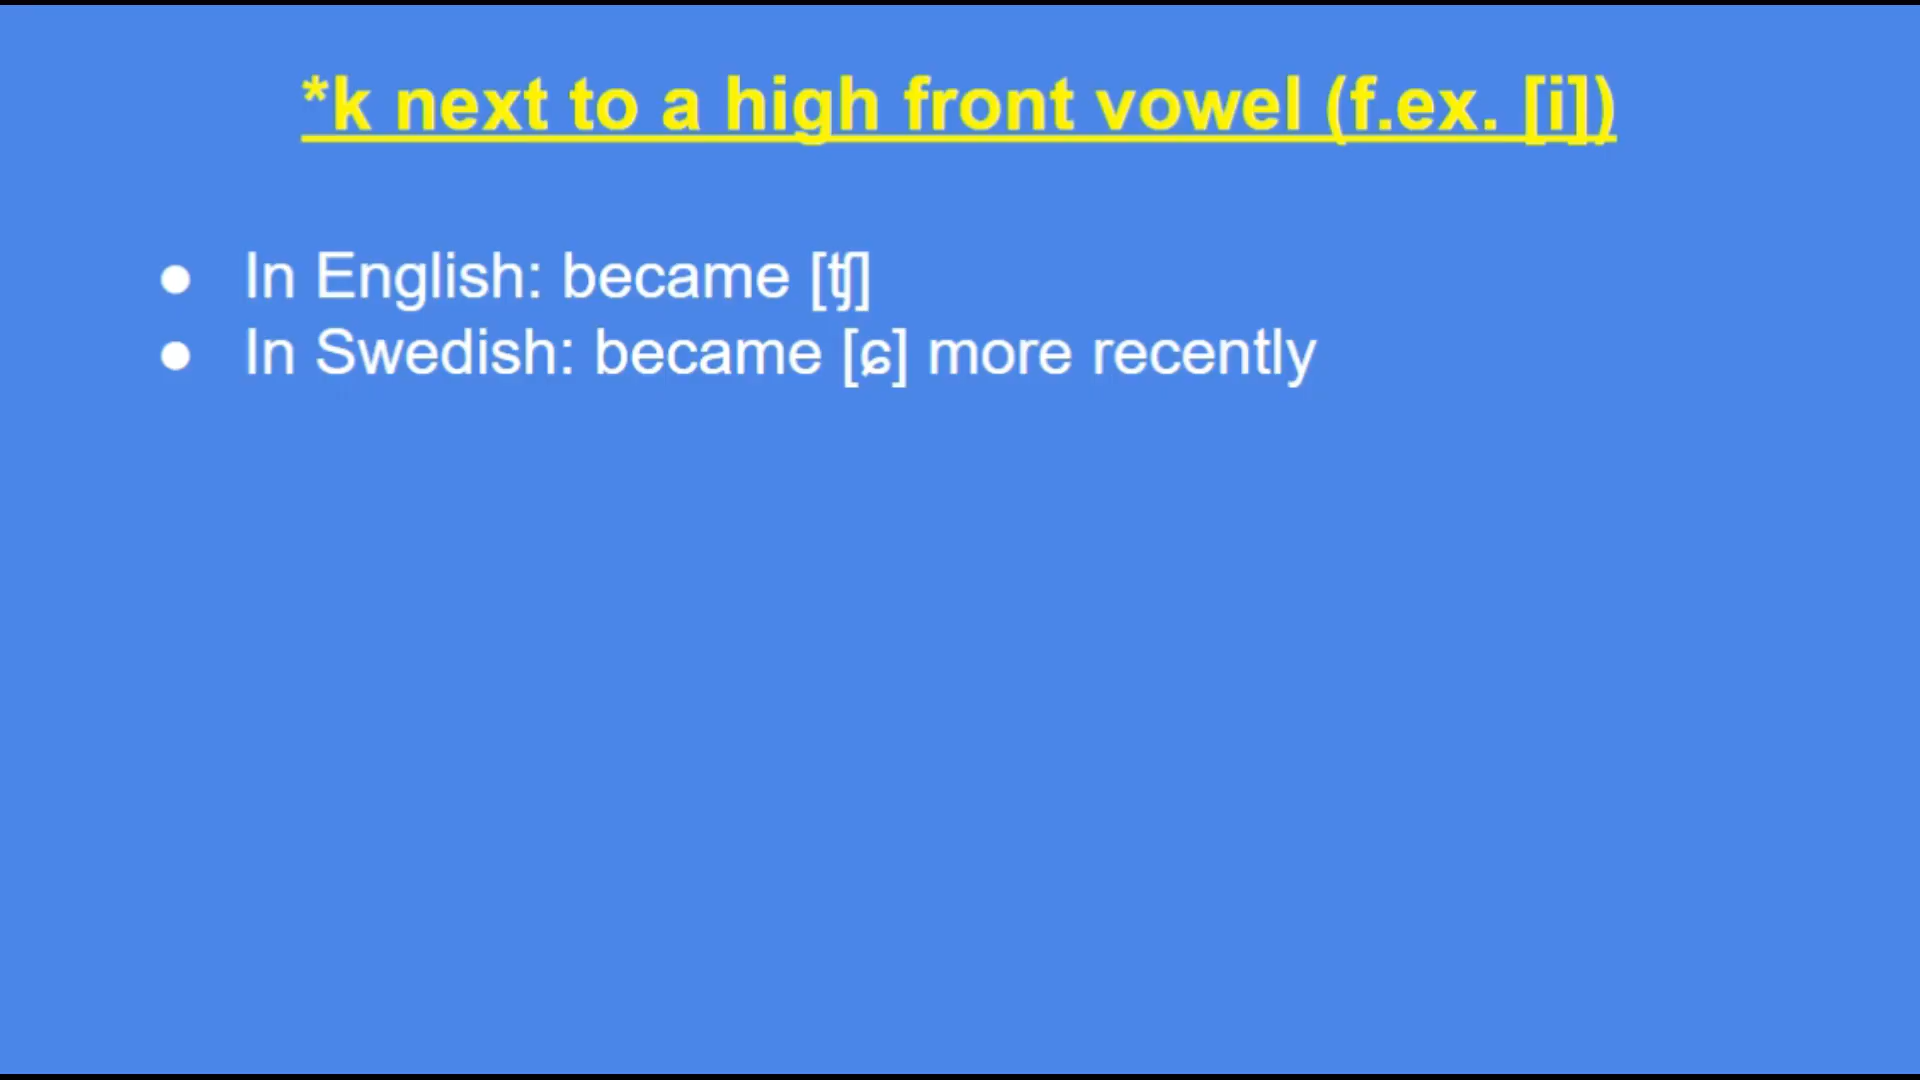 *k next to a high front vowel (f.ex. [i])
● In English: became [ʧ]
● In Swedish: became [ɕ] more recently